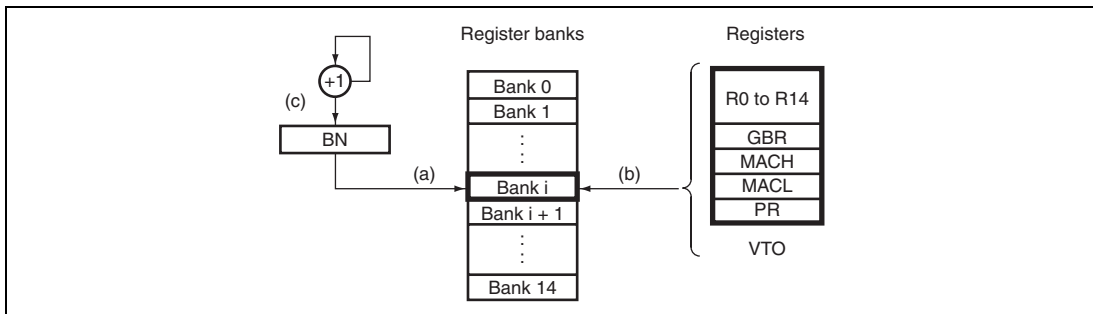 Register banks
Registers
+1
(c)
BN
(a)
Bank 0
Bank 1
Bank i
Bank i + 1
Bank 14
(b)
R0 to R14
GBR
MACH
MACL
PR
VTO